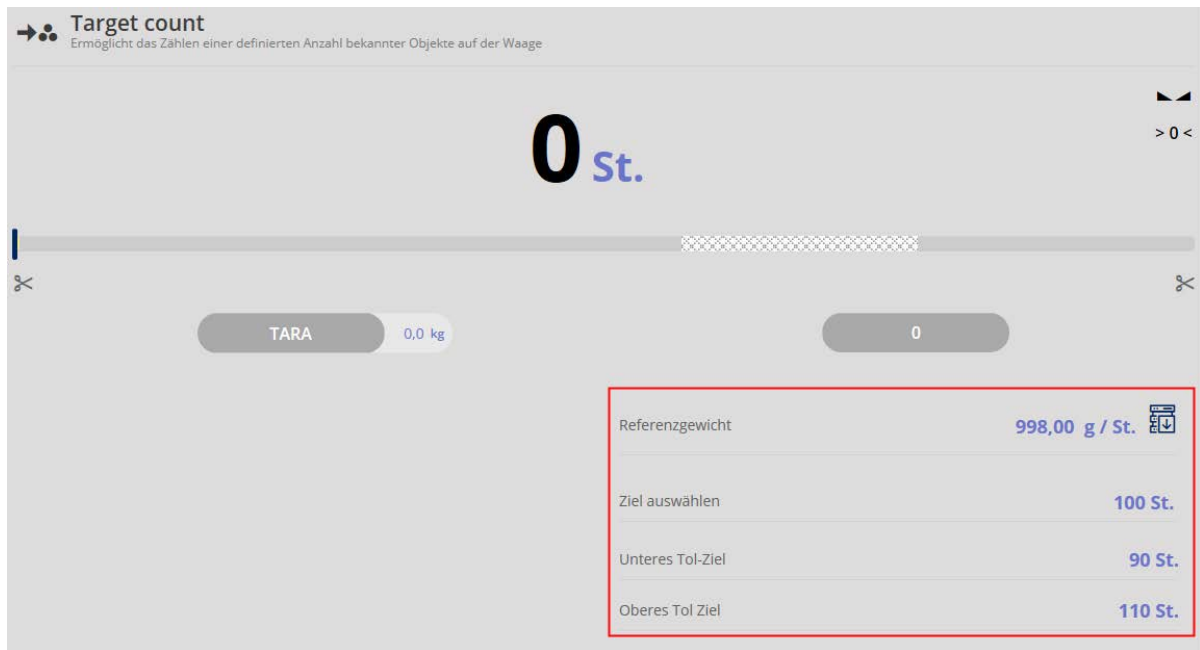 Target count
Ermöglicht das Zählen einer definierten Anzahl bekannter Objekte auf der Waage
> 0 <
0 St.
TARA 0,0 kg
0
Referenzgewicht 998,00 g / St.
Ziel auswählen 100 St.
Unteres Tol-Ziel 90 St.
Oberes Tol Ziel 110 St.